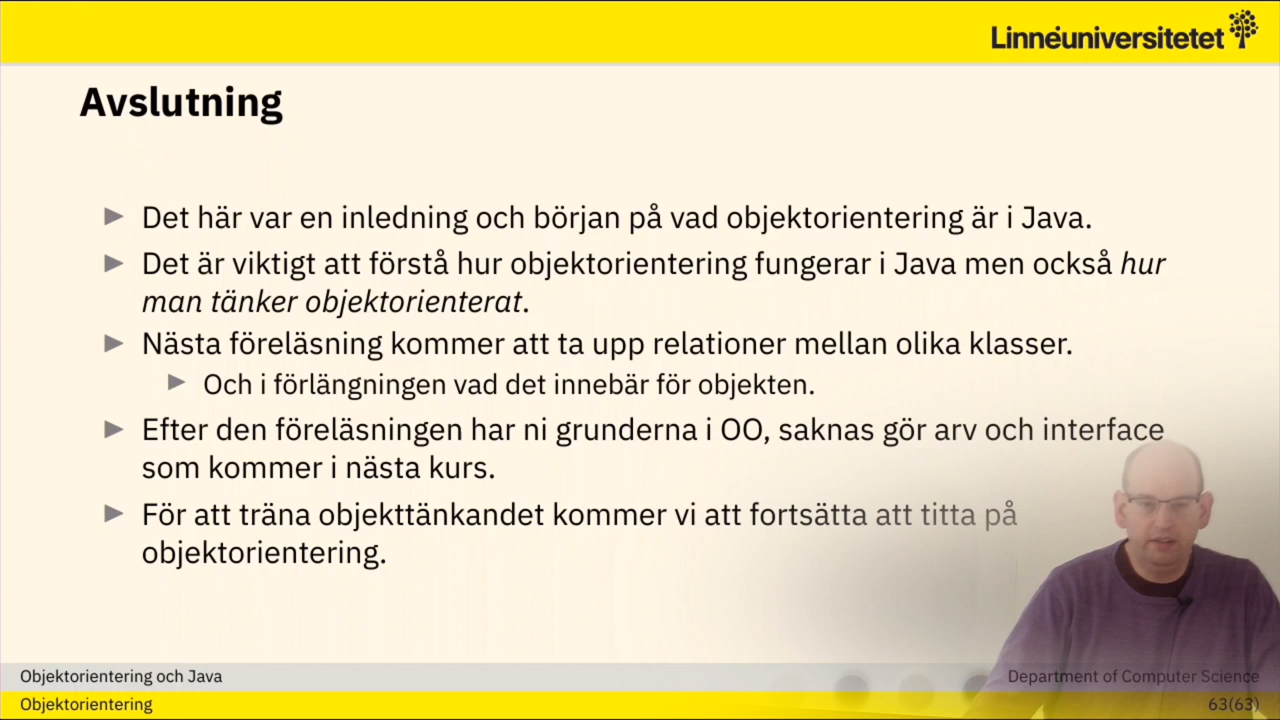 Linnéuniversitetet
Avslutning
Det här var en inledning och början på vad objektorientering är i Java.
Det är viktigt att förstå hur objektorientering fungerar i Java men också hur
man tänker objektorienterat.
Nästa föreläsning kommer att ta upp relationer mellan olika klasser.
Och i förlängningen vad det innebär för objekten.
Efter den föreläsningen har ni grunderna i OO, saknas gör arv och interface
som kommer i nästa kurs.
För att träna objekttänkandet kommer vi att fortsätta att titta på
objektorientering.
Objektorientering och Java
Department of Computer Science
Objektorientering
63(63)